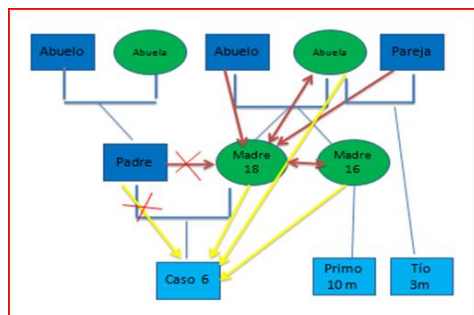 Abuelo
Abuela
Abuelo
Abuela
Pareja
Padre
Madre
18
Madre
16
Caso 6
Primo
10 m
Tío
3m